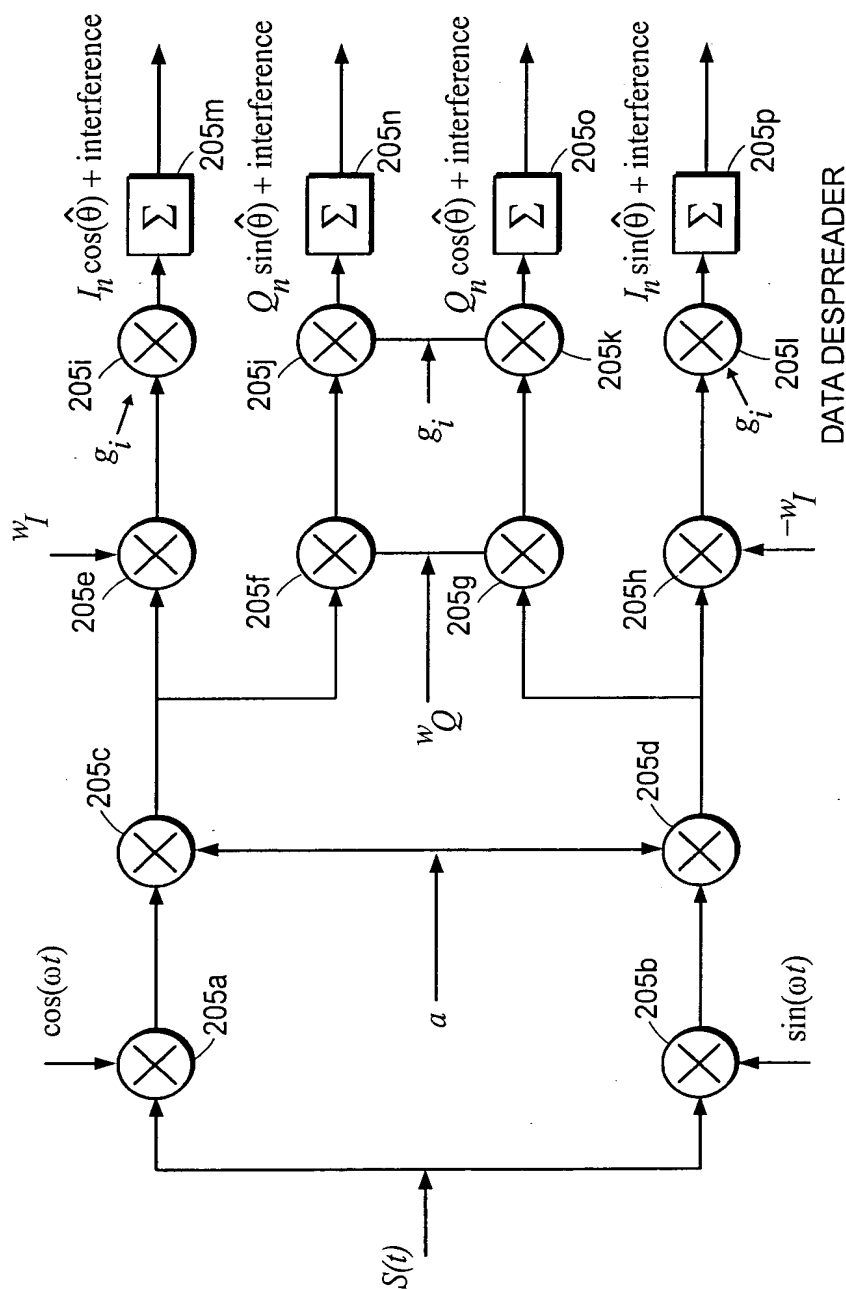 S(t)
cos(ωt)
205a
205c
a
sin(ωt)
205b
205d
w_I
205e
205f
w_Q
205g
205h
−w_I
g_i
205i
205j
g_i
205k
205l
g_i
I_n cos(θ̂) + interference
Σ
205m
Q_n sin(θ̂) + interference
Σ
205n
Q_n cos(θ̂) + interference
Σ
205o
I_n sin(θ̂) + interference
Σ
205p
DATA DESPREADER